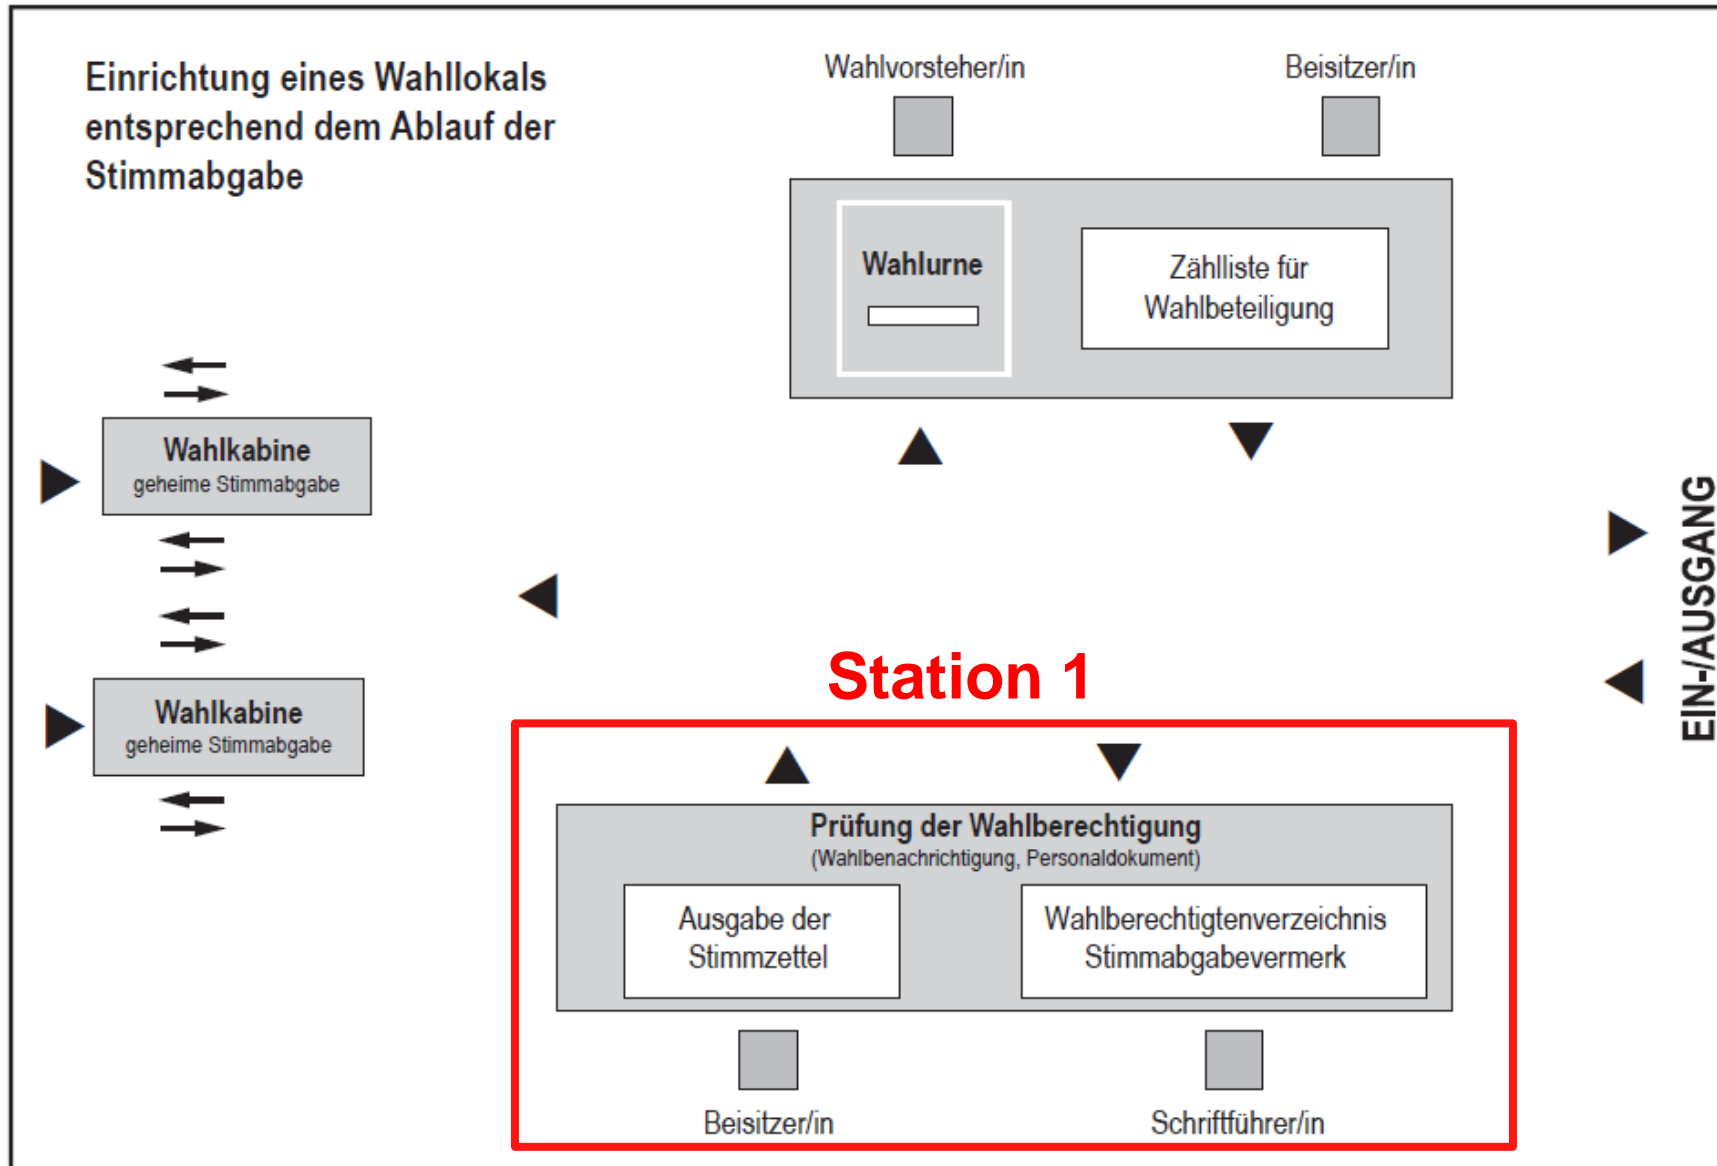 Einrichtung eines Wahllokals
entsprechend dem Ablauf der
Stimmabgabe
Wahlvorsteher/in
Beisitzer/in
Wahlurne
Zählliste für
Wahlbeteiligung
Wahlkabine
geheime Stimmabgabe
Wahlkabine
geheime Stimmabgabe
EIN-/AUSGANG
Station 1
Prüfung der Wahlberechtigung
(Wahlbenachrichtigung, Personaldokument)
Ausgabe der
Stimmzettel
Wahlberechtigtenverzeichnis
Stimmabgabevermerk
Beisitzer/in
Schriftführer/in